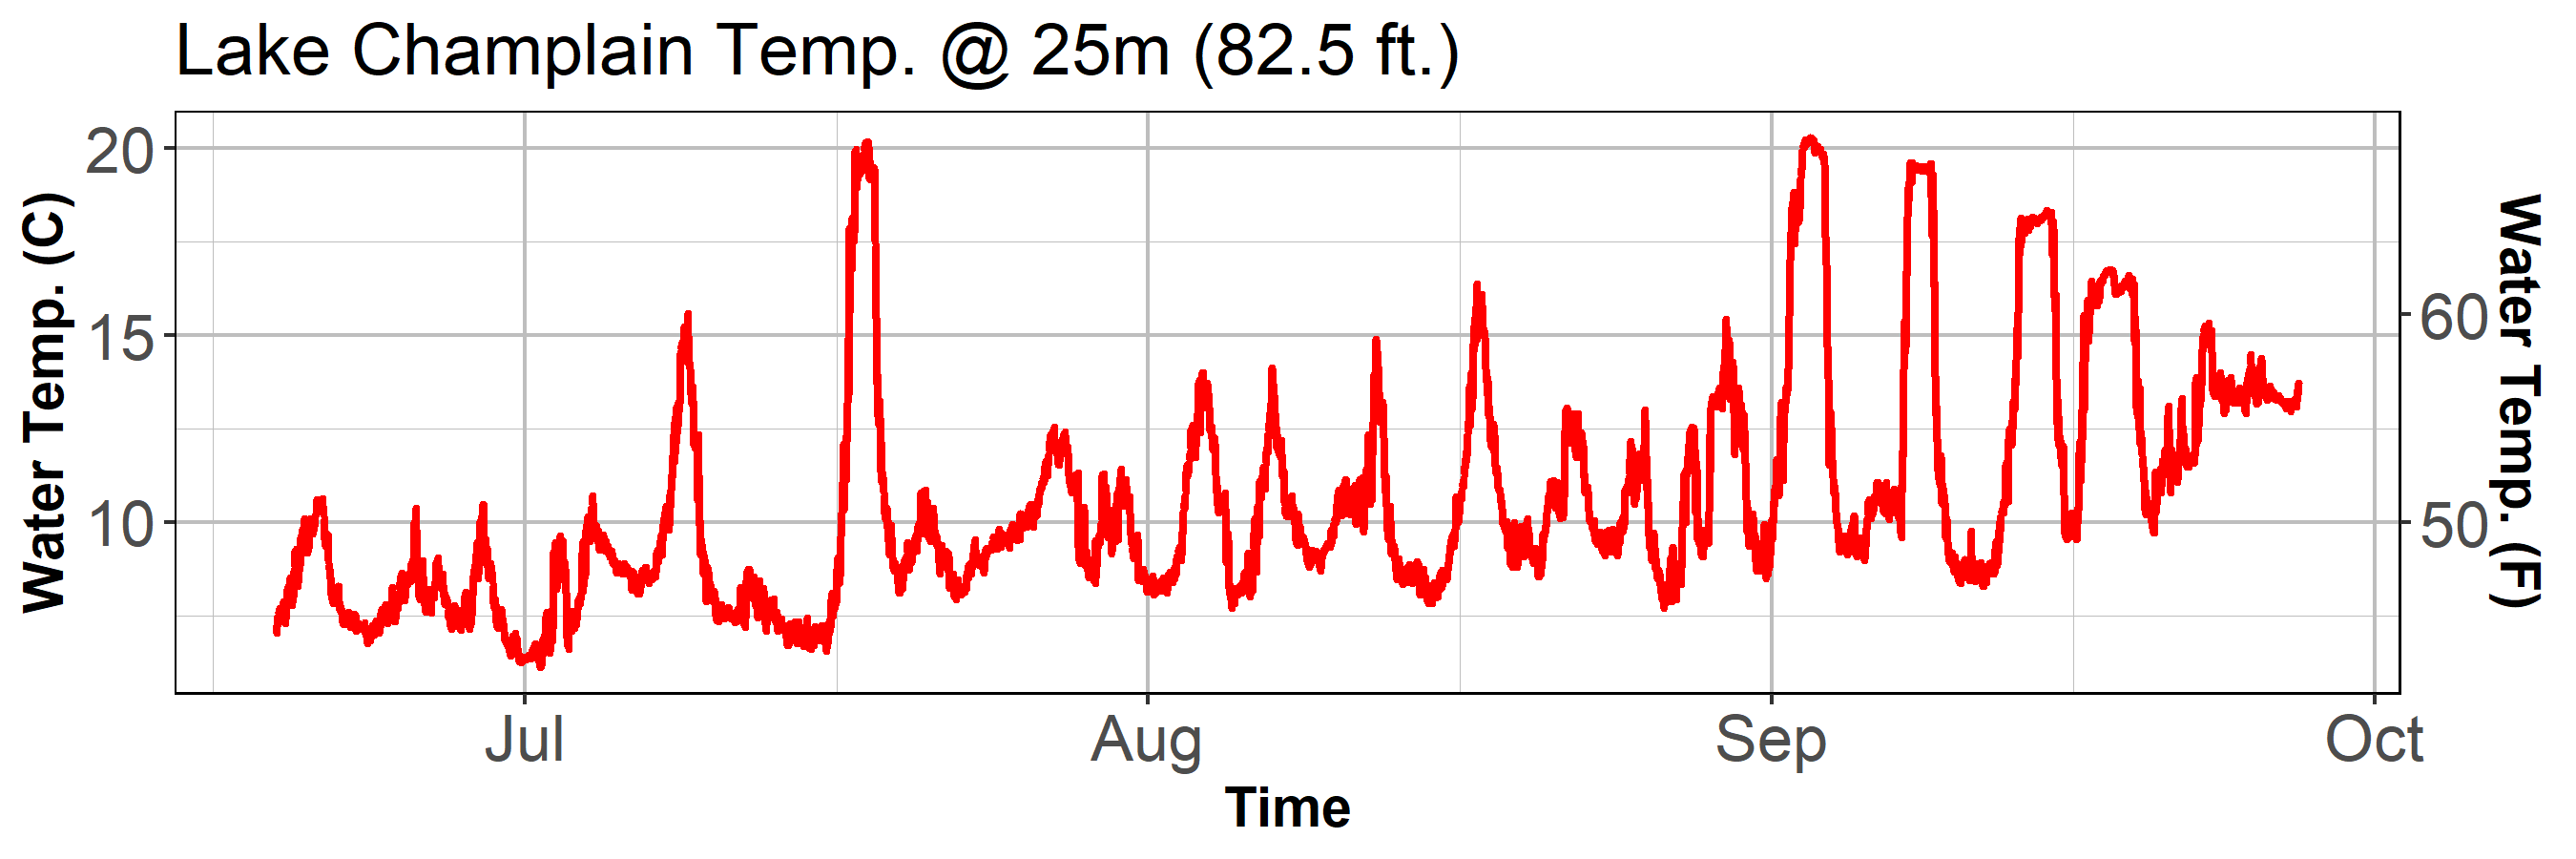 Lake Champlain Temp. @ 25m (82.5 ft.)
Water Temp. (C)
20
15
10
60
50
Water Temp. (F)
Jul Aug Sep Oct
Time